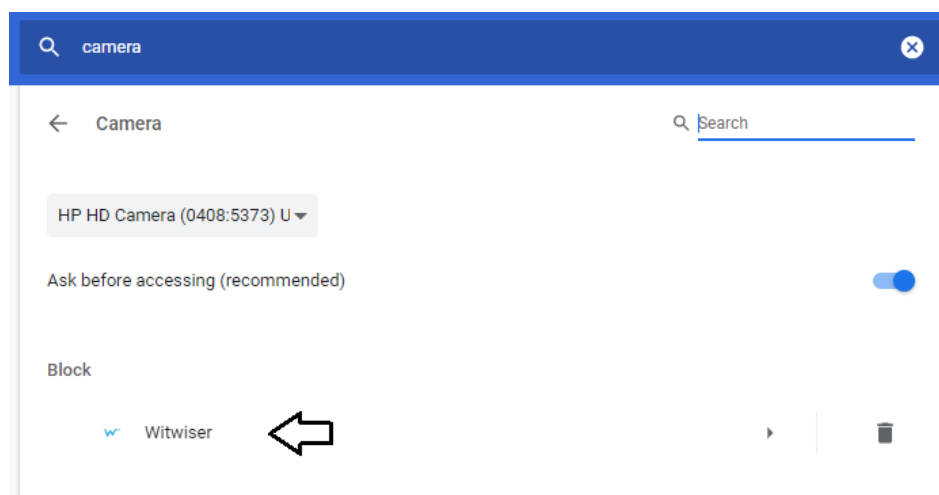 camera
Camera
Search
HP HD Camera (0408:5373) U
Ask before accessing (recommended)
Block
w Witwiser